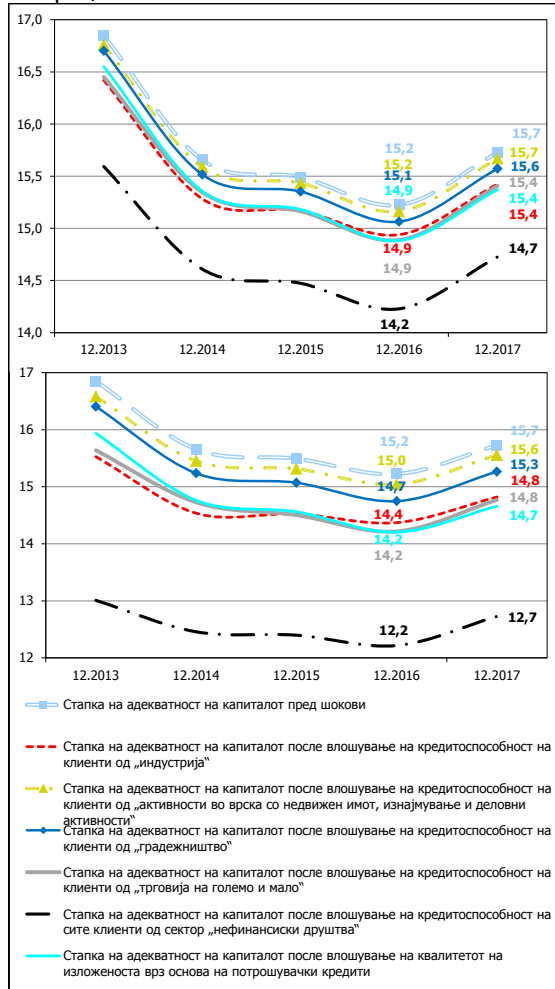 17,0
16,5
16,0
15,5
15,0
14,5
14,0
15,2
15,2
15,1
14,9
14,9
14,9
14,2
15,7
15,7
15,6
15,4
15,4
15,4
14,7
12.2013 12.2014 12.2015 12.2016 12.2017
17
16
15
14
13
12
15,2
15,0
14,7
14,4
14,2
14,2
12,2
15,7
15,6
15,3
14,8
14,8
14,7
12,7
12.2013 12.2014 12.2015 12.2016 12.2017
Стапка на адекватност на капиталот пред шокови
Стапка на адекватност на капиталот после влошување на кредитоспособност на
клиенти од „индустрија“
Стапка на адекватност на капиталот после влошување на кредитоспособност на
клиенти од „активности во врска со недвижен имот, изнајмување и деловни
активности“
Стапка на адекватност на капиталот после влошување на кредитоспособност на
клиенти од „градежништво“
Стапка на адекватност на капиталот после влошување на кредитоспособност на
клиенти од „трговија на големо и мало“
Стапка на адекватност на капиталот после влошување на кредитоспособност на
сите клиенти од сектор „нефинансиски друштва“
Стапка на адекватност на капиталот после влошување на квалитетот на
изложеноста врз основа на потрошувачки кредити